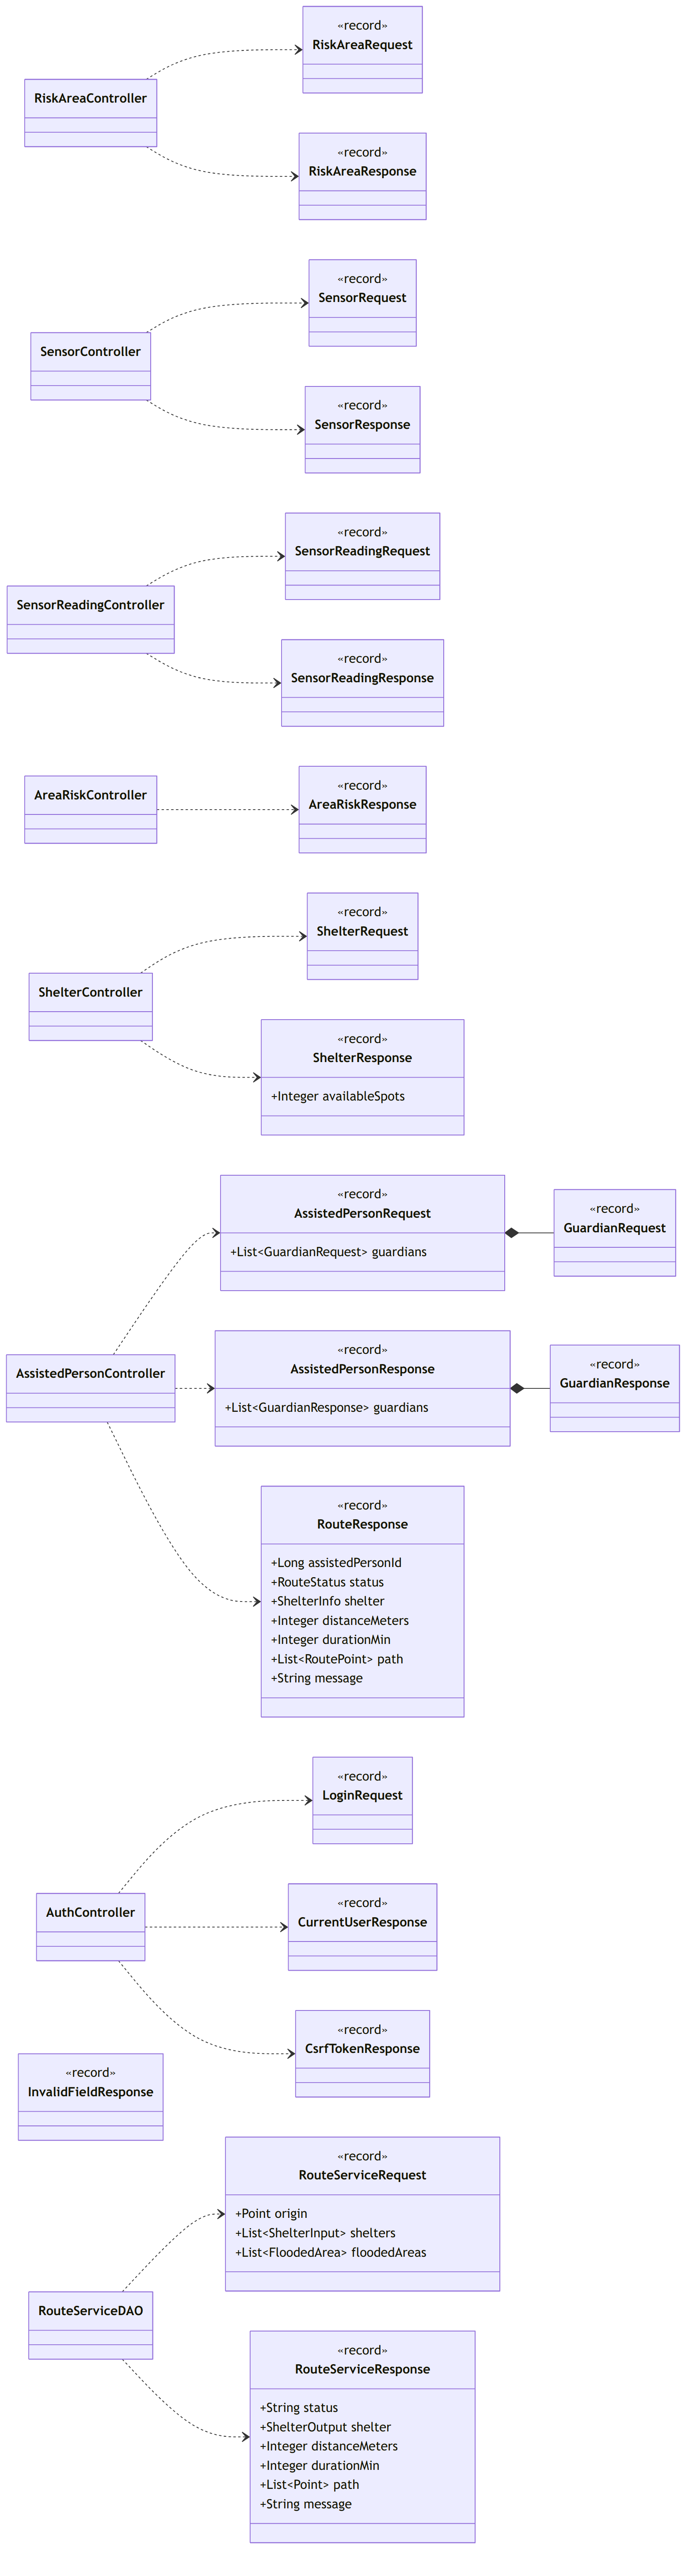 «record»
RiskAreaRequest
RiskAreaController
«record»
RiskAreaResponse
«record»
SensorRequest
SensorController
«record»
SensorResponse
«record»
SensorReadingRequest
SensorReadingController
«record»
SensorReadingResponse
AreaRiskController
«record»
AreaRiskResponse
«record»
ShelterRequest
ShelterController
«record»
ShelterResponse
+Integer availableSpots
«record»
AssistedPersonRequest
+List<GuardianRequest> guardians
«record»
GuardianRequest
AssistedPersonController
«record»
AssistedPersonResponse
+List<GuardianResponse> guardians
«record»
GuardianResponse
«record»
RouteResponse
+Long assistedPersonId
+RouteStatus status
+ShelterInfo shelter
+Integer distanceMeters
+Integer durationMin
+List<RoutePoint> path
+String message
«record»
LoginRequest
AuthController
«record»
CurrentUserResponse
«record»
CsrfTokenResponse
«record»
InvalidFieldResponse
«record»
RouteServiceRequest
+Point origin
+List<ShelterInput> shelters
+List<FloodedArea> floodedAreas
RouteServiceDAO
«record»
RouteServiceResponse
+String status
+ShelterOutput shelter
+Integer distanceMeters
+Integer durationMin
+List<Point> path
+String message